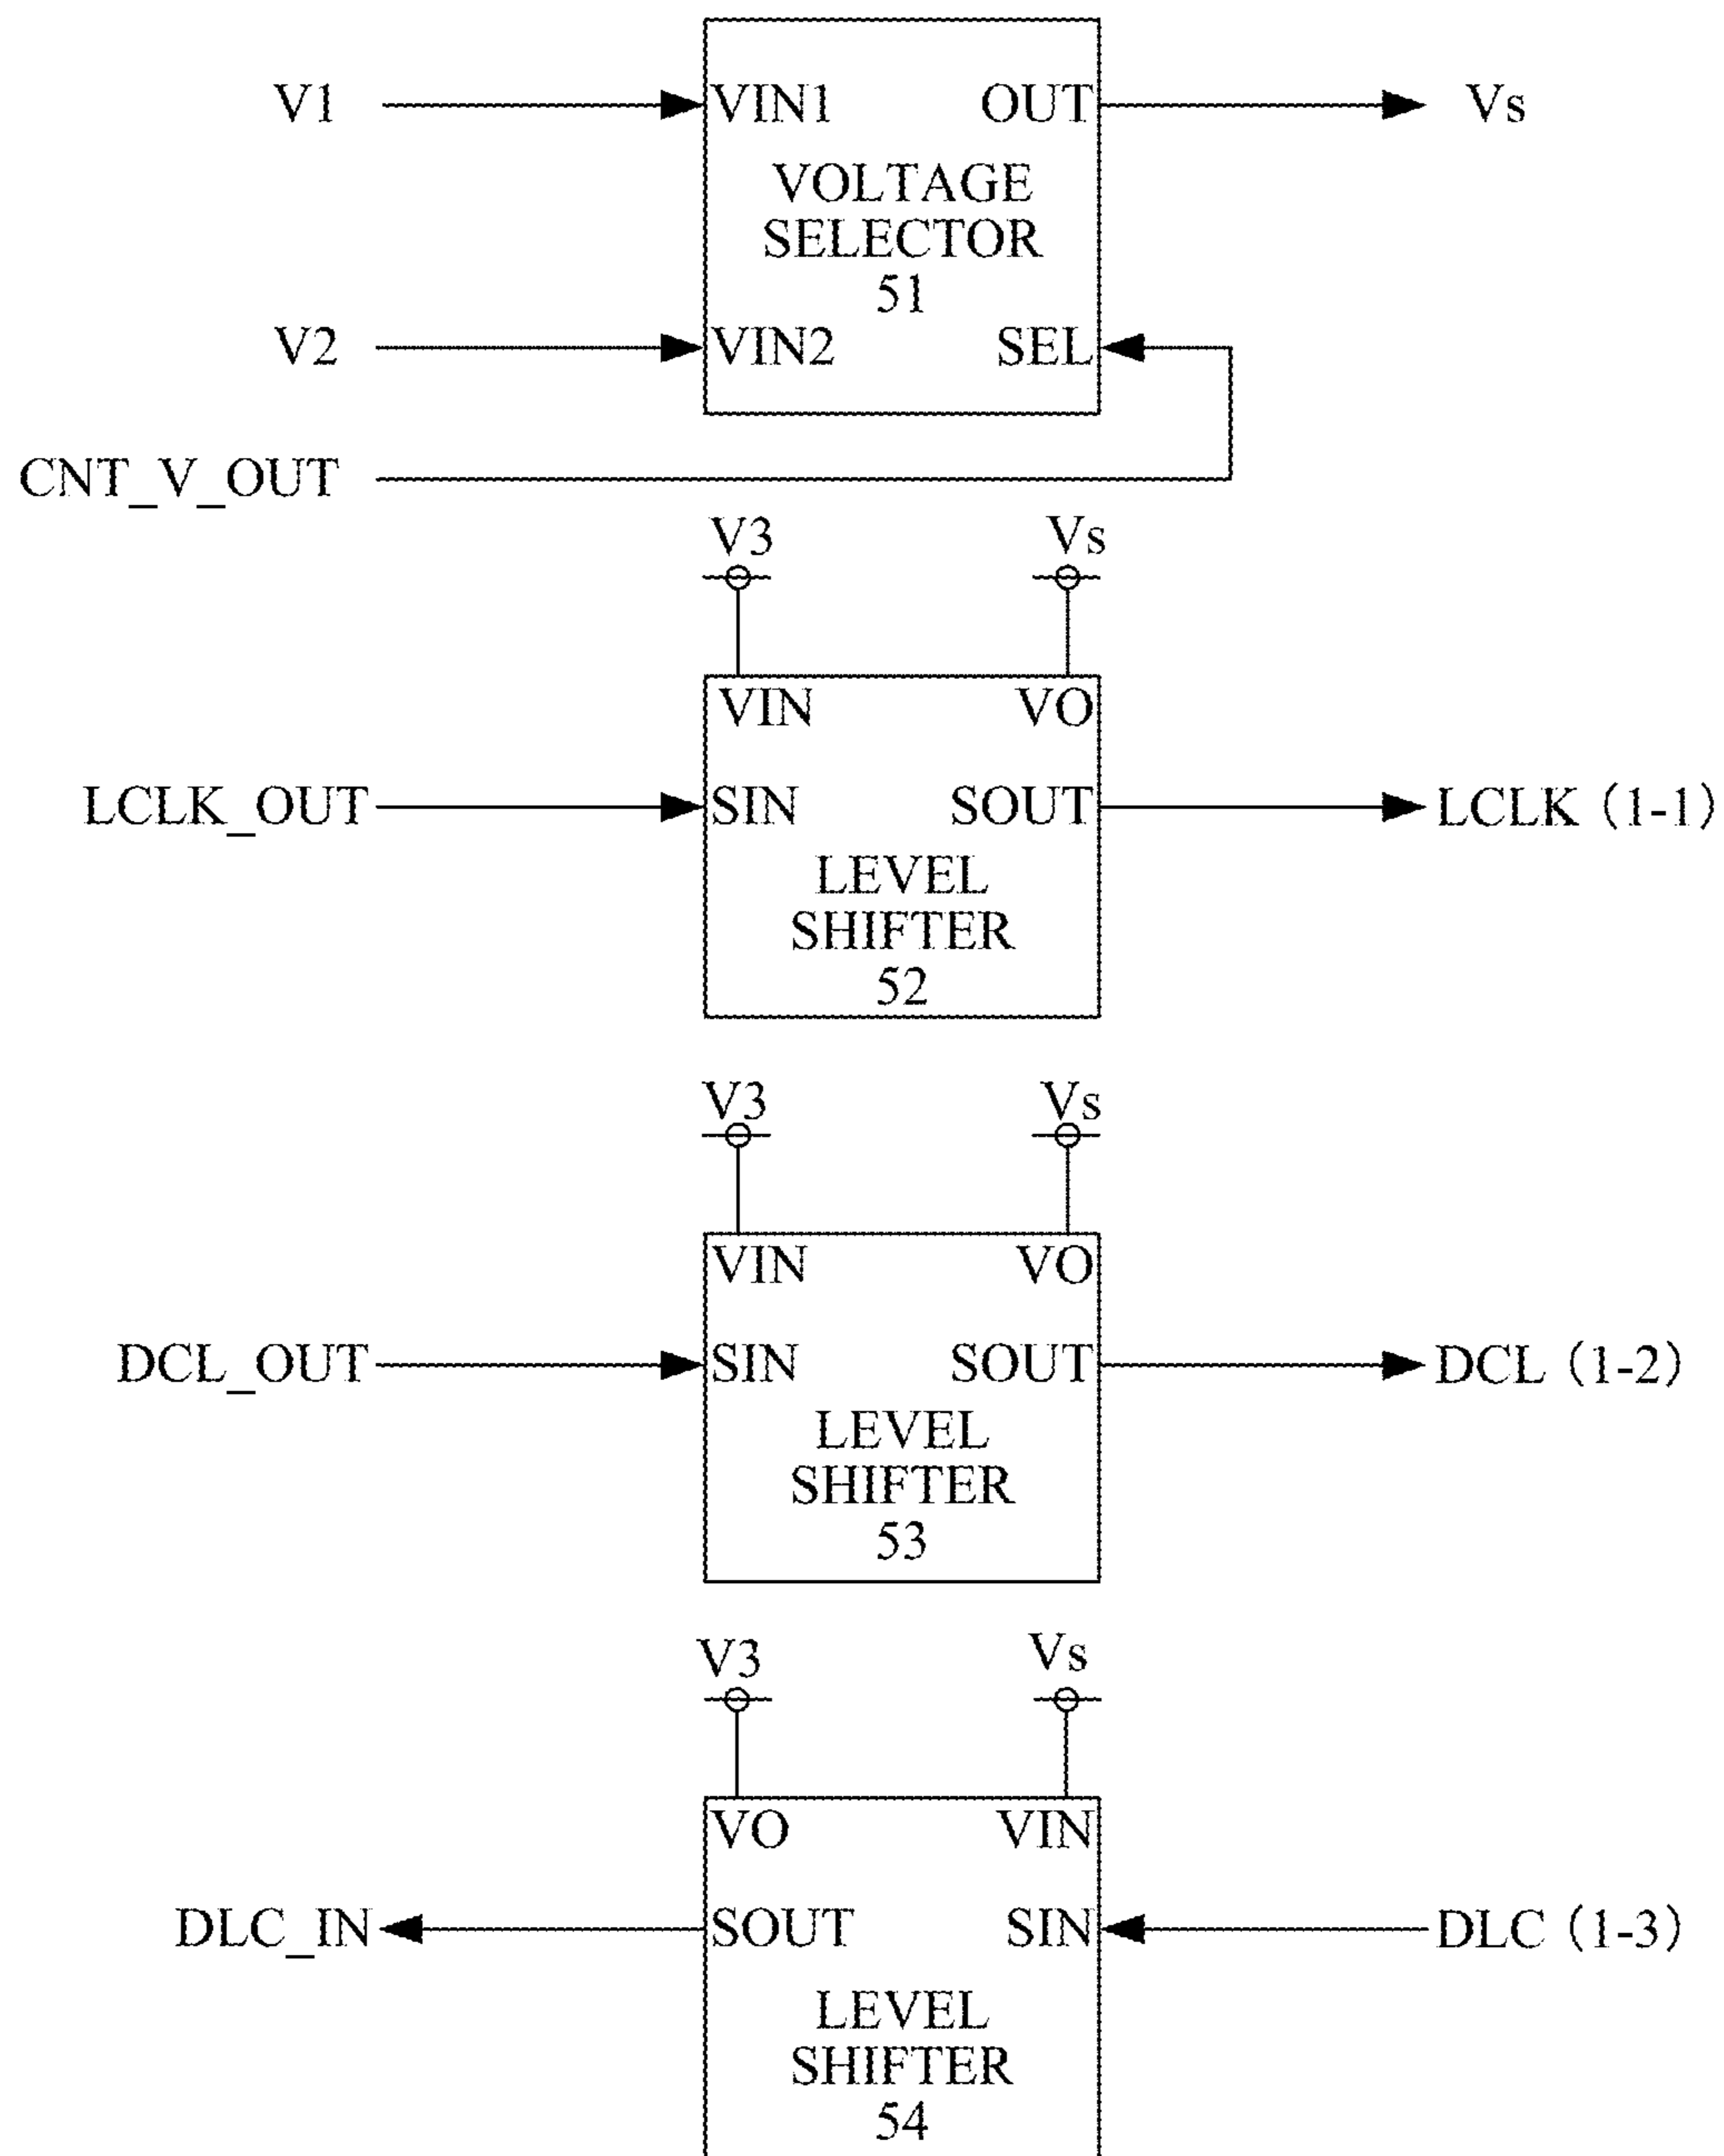 V1 VIN1 OUT Vs
VOLTAGE
SELECTOR
51
V2 VIN2 SEL
CNT_V_OUT
V3 Vs
VIN VO
LCLK_OUT SIN SOUT LCLK (1-1)
LEVEL
SHIFTER
52
V3 Vs
VIN VO
DCL_OUT SIN SOUT DCL (1-2)
LEVEL
SHIFTER
53
V3 Vs
VO VIN
DLC_IN SOUT SIN DLC (1-3)
LEVEL
SHIFTER
54